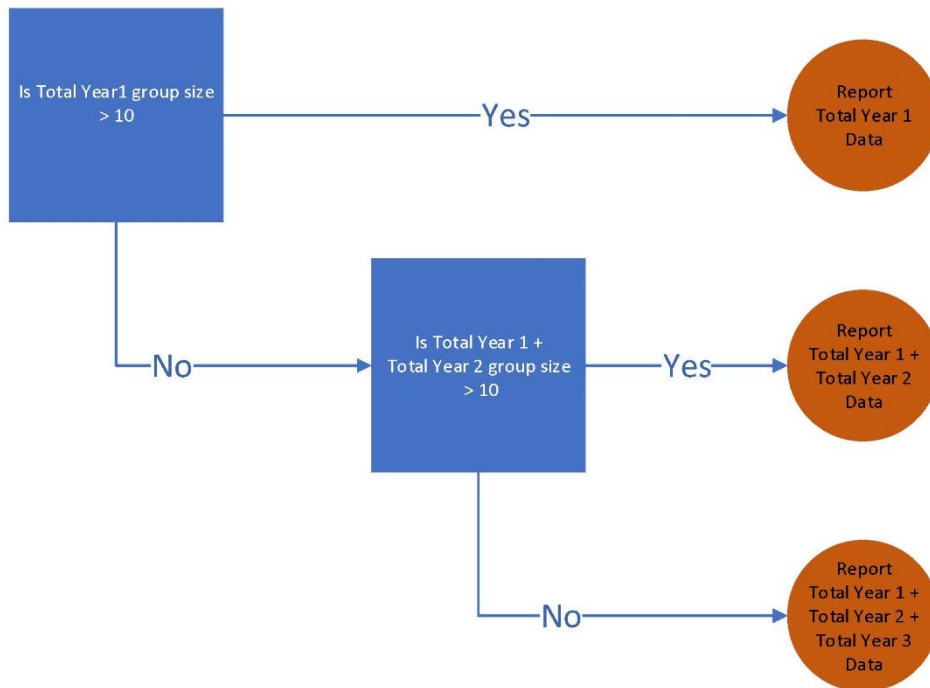 Is Total Year1 group size
> 10
Yes
Report
Total Year 1
Data
No
Is Total Year 1 +
Total Year 2 group size
> 10
Yes
Report
Total Year 1 +
Total Year 2
Data
No
Report
Total Year 1 +
Total Year 2 +
Total Year 3
Data